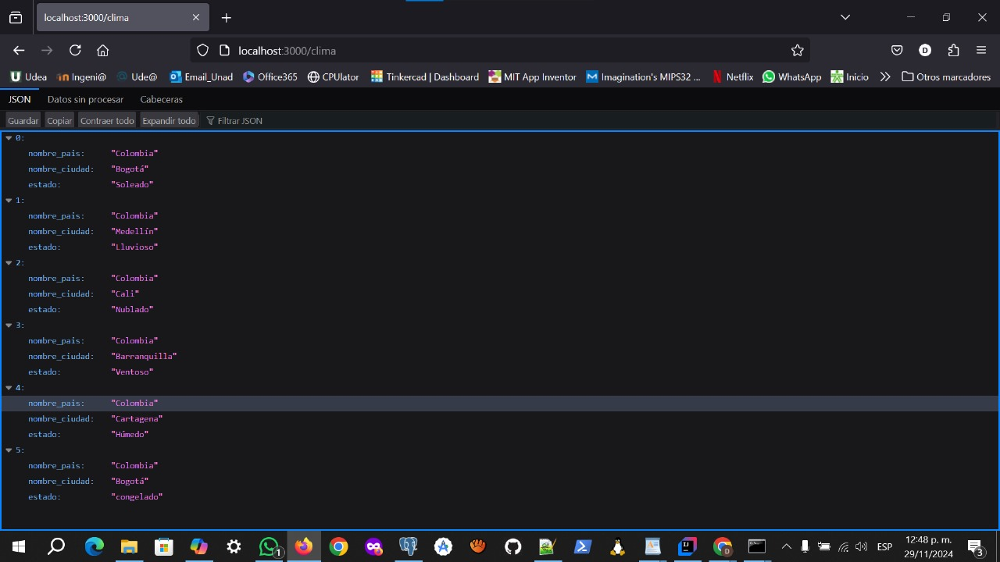 localhost:3000/clima
localhost:3000/clima
Udea Ingeni@ Ude@ Email_Unad Office365 CPUlator Tinkercad | Dashboard MIT App Inventor Imagination's MIPS32 ... Netflix WhatsApp Inicio Otros marcadores
JSON Datos sin procesar Cabeceras
Guardar Copiar Contraer todo Expandir todo Filtrar JSON
0:
nombre_pais: "Colombia"
nombre_ciudad: "Bogotá"
estado: "Soleado"
1:
nombre_pais: "Colombia"
nombre_ciudad: "Medellín"
estado: "Lluvioso"
2:
nombre_pais: "Colombia"
nombre_ciudad: "Cali"
estado: "Nublado"
3:
nombre_pais: "Colombia"
nombre_ciudad: "Barranquilla"
estado: "Ventoso"
4:
nombre_pais: "Colombia"
nombre_ciudad: "Cartagena"
estado: "Húmedo"
5:
nombre_pais: "Colombia"
nombre_ciudad: "Bogotá"
estado: "congelado"
ESP 12:48 p. m.
29/11/2024